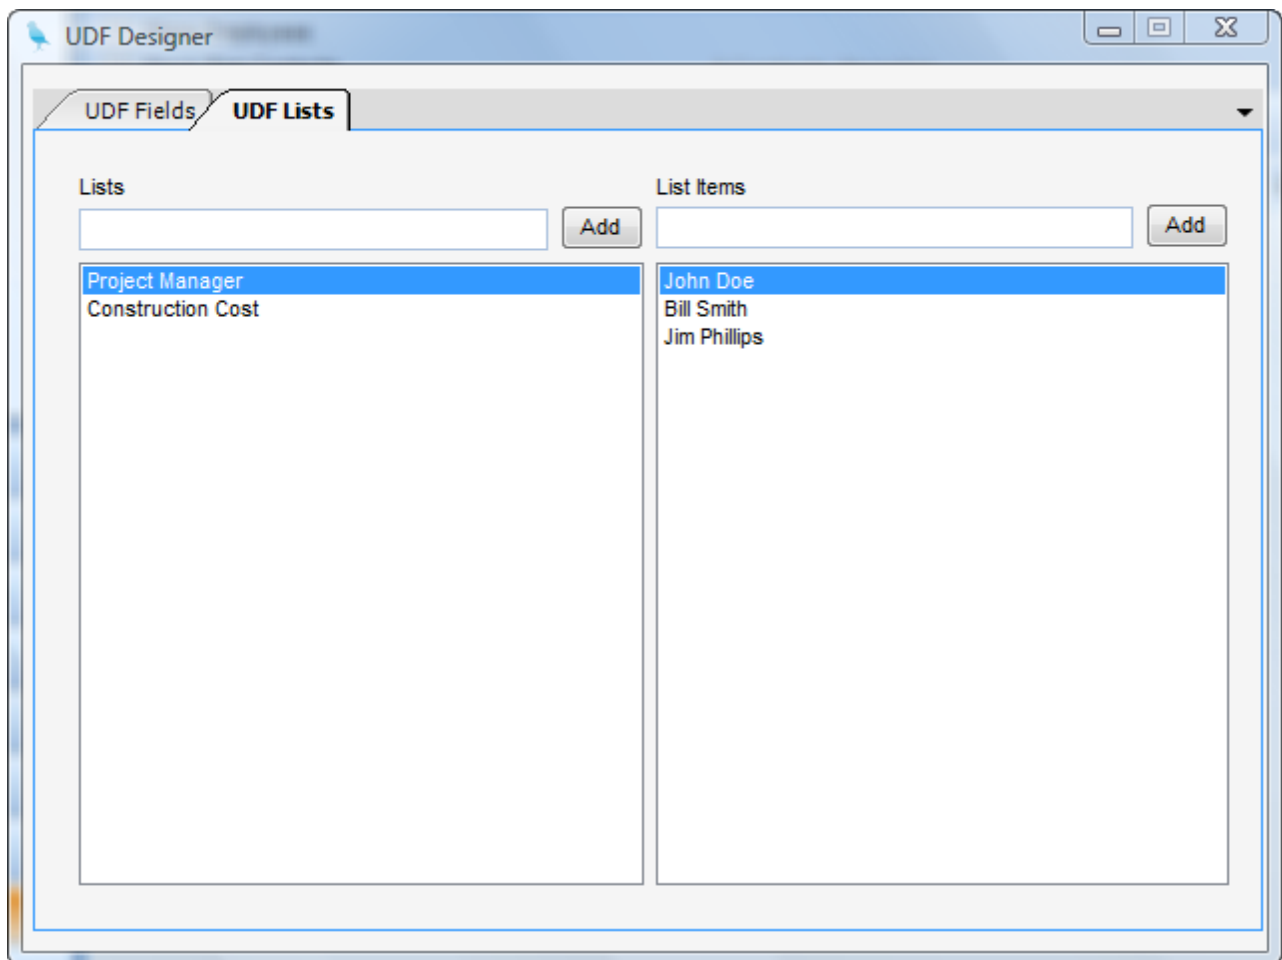 UDF Designer
UDF Fields
UDF Lists
Lists
List Items
Add
Add
Project Manager
Construction Cost
John Doe
Bill Smith
Jim Phillips